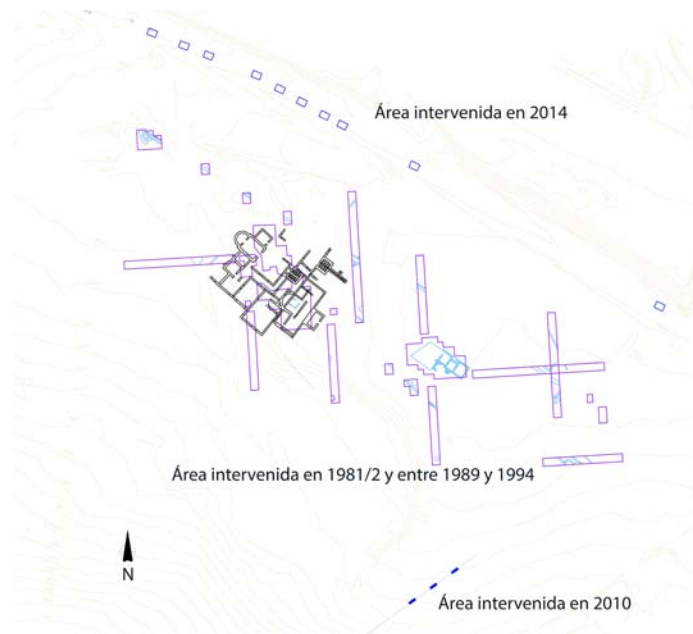 Área intervenida en 2014
Área intervenida en 1981/2 y entre 1989 y 1994
N
Área intervenida en 2010